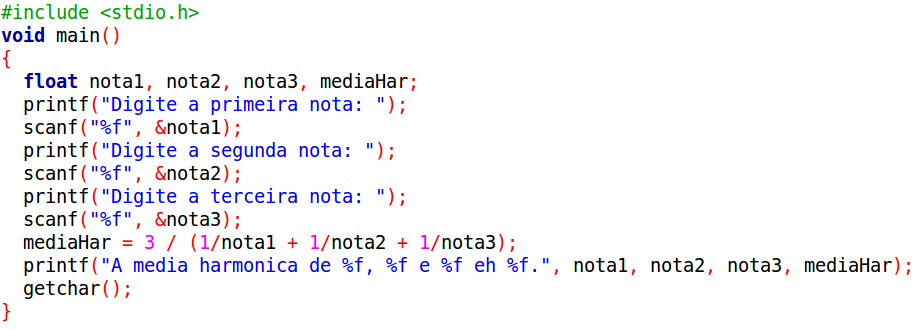 #include <stdio.h>
void main()
{
  float nota1, nota2, nota3, mediaHar;
  printf("Digite a primeira nota: ");
  scanf("%f", &nota1);
  printf("Digite a segunda nota: ");
  scanf("%f", &nota2);
  printf("Digite a terceira nota: ");
  scanf("%f", &nota3);
  mediaHar = 3 / (1/nota1 + 1/nota2 + 1/nota3);
  printf("A media harmonica de %f, %f e %f eh %f.", nota1, nota2, nota3, mediaHar);
  getchar();
}